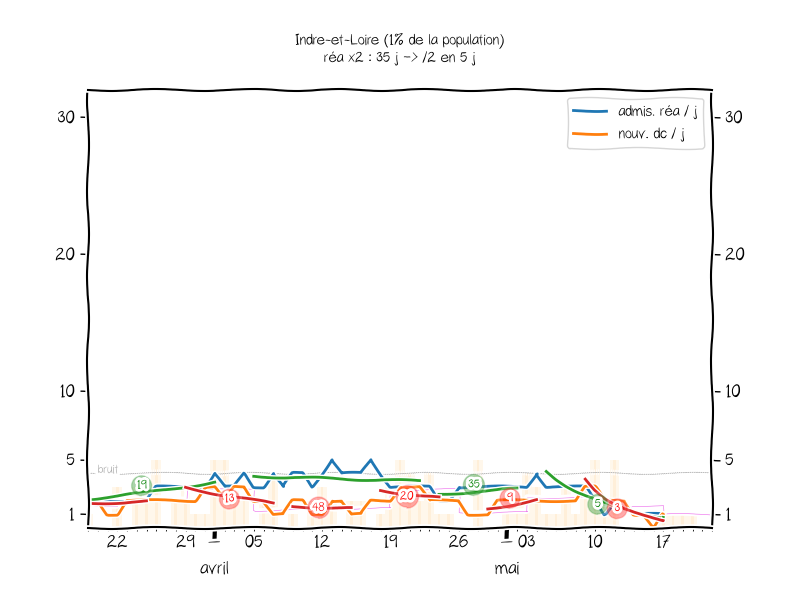 Indre-et-Loire (1% de la population)
réa x2 : 35 j -> /2 en 5 j
admis. réa / j
nouv. dc / j
30 30
20 20
10 10
5 5
1 1
bruit
19 13 48 20 35 9 5 3
22 29 1 05 12 19 26 1 03 10 17
avril mai